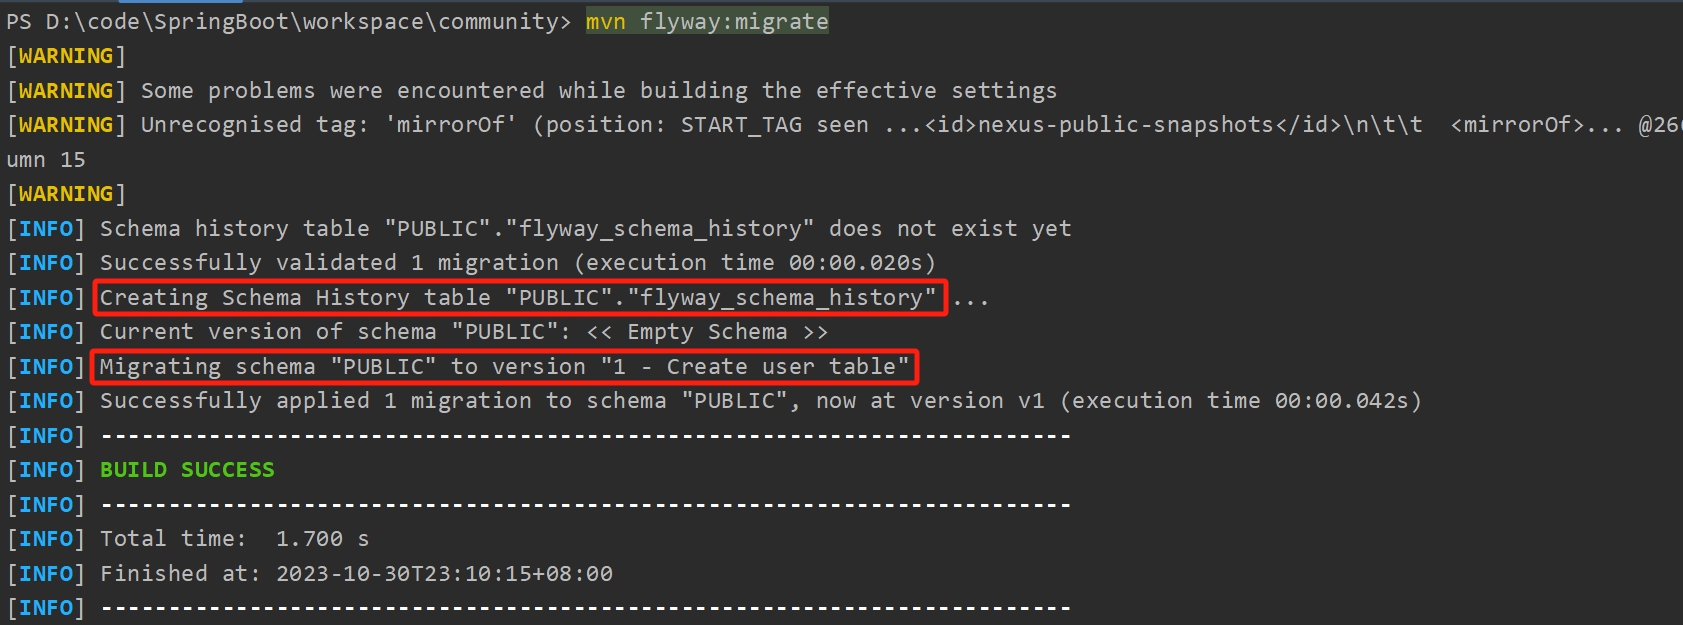 PS D:\code\SpringBoot\workspace\community> mvn flyway:migrate
[WARNING]
[WARNING] Some problems were encountered while building the effective settings
[WARNING] Unrecognised tag: 'mirrorOf' (position: START_TAG seen ...<id>nexus-public-snapshots</id>\n\t\t  <mirrorOf>...
umn 15
[WARNING]
[INFO] Schema history table "PUBLIC"."flyway_schema_history" does not exist yet
[INFO] Successfully validated 1 migration (execution time 00:00.020s)
[INFO] Creating Schema History table "PUBLIC"."flyway_schema_history" ...
[INFO] Current version of schema "PUBLIC": << Empty Schema >>
[INFO] Migrating schema "PUBLIC" to version "1 - Create user table"
[INFO] Successfully applied 1 migration to schema "PUBLIC", now at version v1 (execution time 00:00.042s)
[INFO] ------------------------------------------------------------------------
[INFO] BUILD SUCCESS
[INFO] ------------------------------------------------------------------------
[INFO] Total time:  1.700 s
[INFO] Finished at: 2023-10-30T23:10:15+08:00
[INFO] ------------------------------------------------------------------------